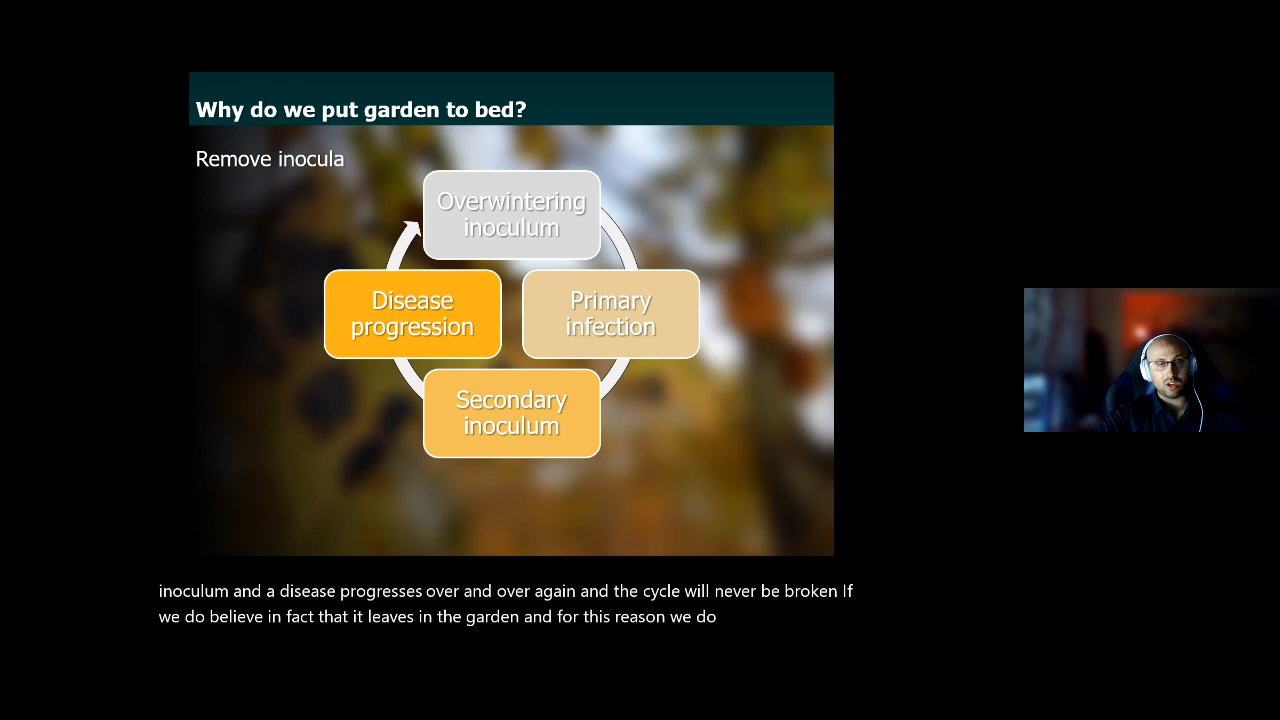 Why do we put garden to bed?
Remove inocula
Overwintering
inoculum
Disease
progression
Primary
infection
Secondary
inoculum
inoculum and a disease progresses over and over again and the cycle will never be broken If
we do believe in fact that it leaves in the garden and for this reason we do